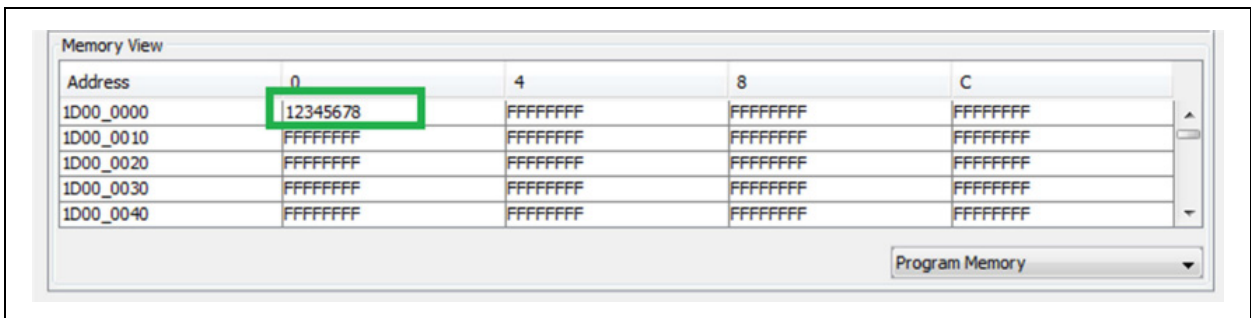 Memory View
Address 0 4 8 C
1D00_0000 12345678 FFFFFFFF FFFFFFFF FFFFFFFF
1D00_0010 FFFFFFFF FFFFFFFF FFFFFFFF FFFFFFFF
1D00_0020 FFFFFFFF FFFFFFFF FFFFFFFF FFFFFFFF
1D00_0030 FFFFFFFF FFFFFFFF FFFFFFFF FFFFFFFF
1D00_0040 FFFFFFFF FFFFFFFF FFFFFFFF FFFFFFFF
Program Memory